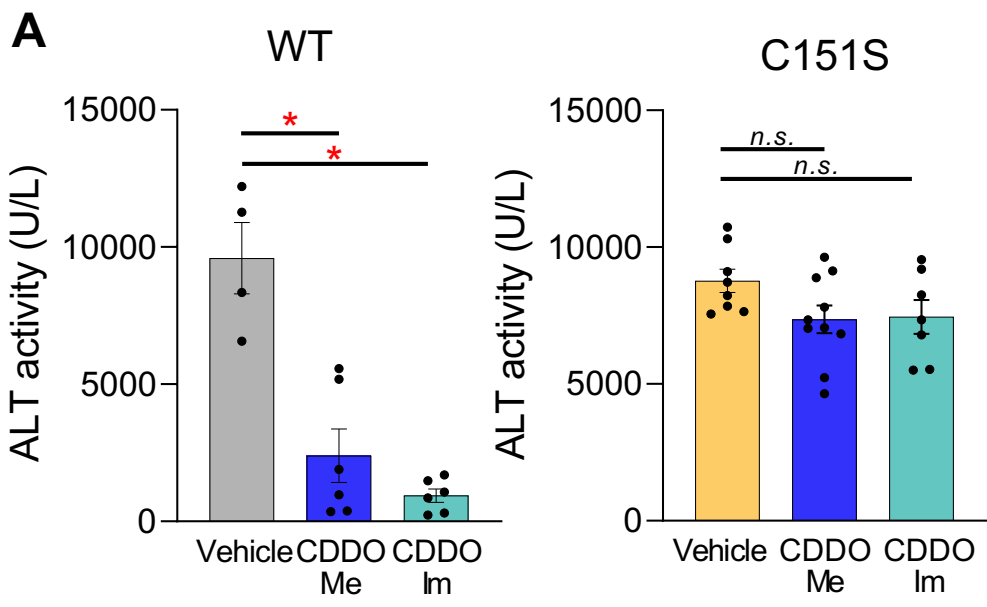 A
WT
ALT activity (U/L)
15000
10000
5000
0
*
*
Vehicle
CDDO
Me
CDDO
Im
C151S
ALT activity (U/L)
15000
10000
5000
0
n.s.
n.s.
Vehicle
CDDO
Me
CDDO
Im